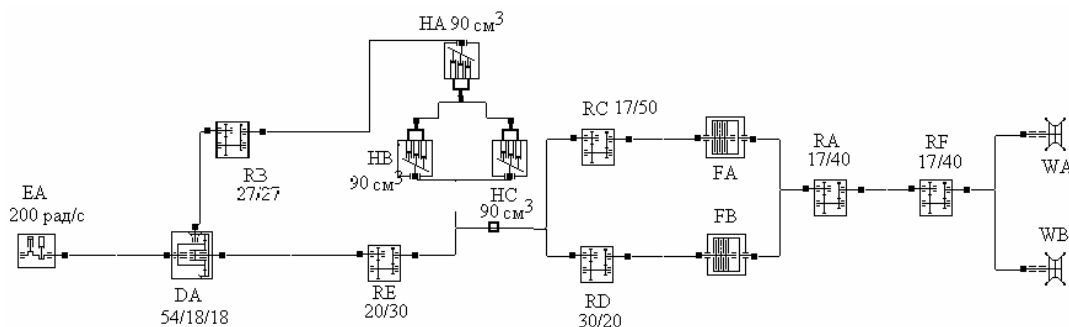 HA 90 см³
RC 17/50
RB
27/27
HB
90 см³
HC
90 см³
FA
RA
17/40
RF
17/40
WA
EA
200 рад/с
FB
WB
DA
54/18/18
RE
20/30
RD
30/20